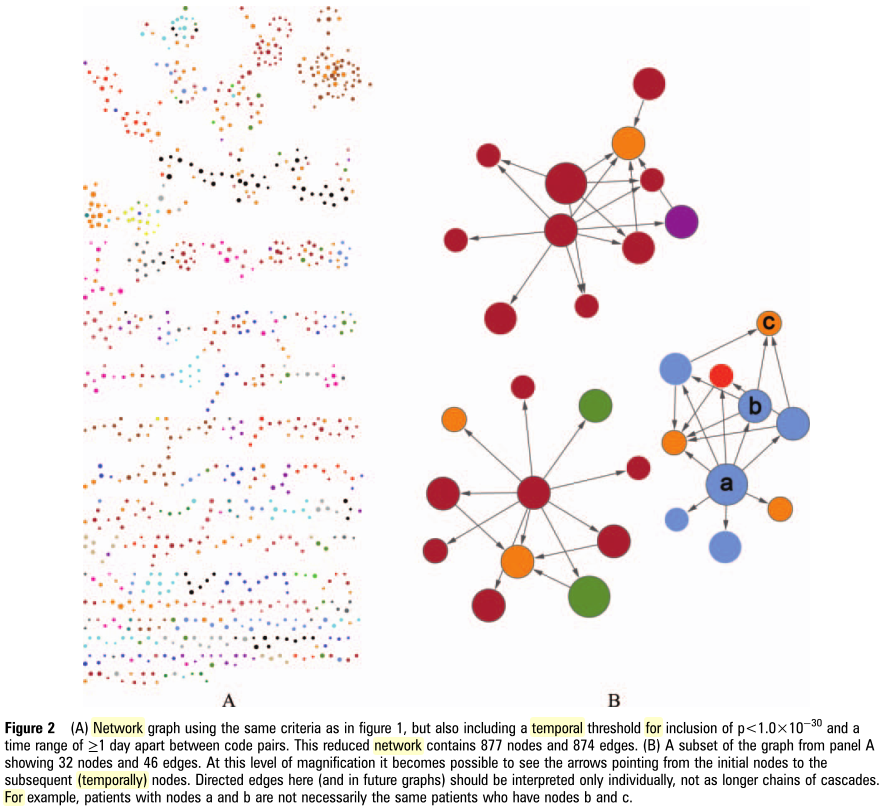 c
b
a
A
B
Figure 2 (A) Network graph using the same criteria as in figure 1, but also including a temporal threshold for inclusion of p<1.0×10⁻³⁰ and a
time range of ≥1 day apart between code pairs. This reduced network contains 877 nodes and 874 edges. (B) A subset of the graph from panel A
showing 32 nodes and 46 edges. At this level of magnification it becomes possible to see the arrows pointing from the initial nodes to the
subsequent (temporally) nodes. Directed edges here (and in future graphs) should be interpreted only individually, not as longer chains of cascades.
For example, patients with nodes a and b are not necessarily the same patients who have nodes b and c.